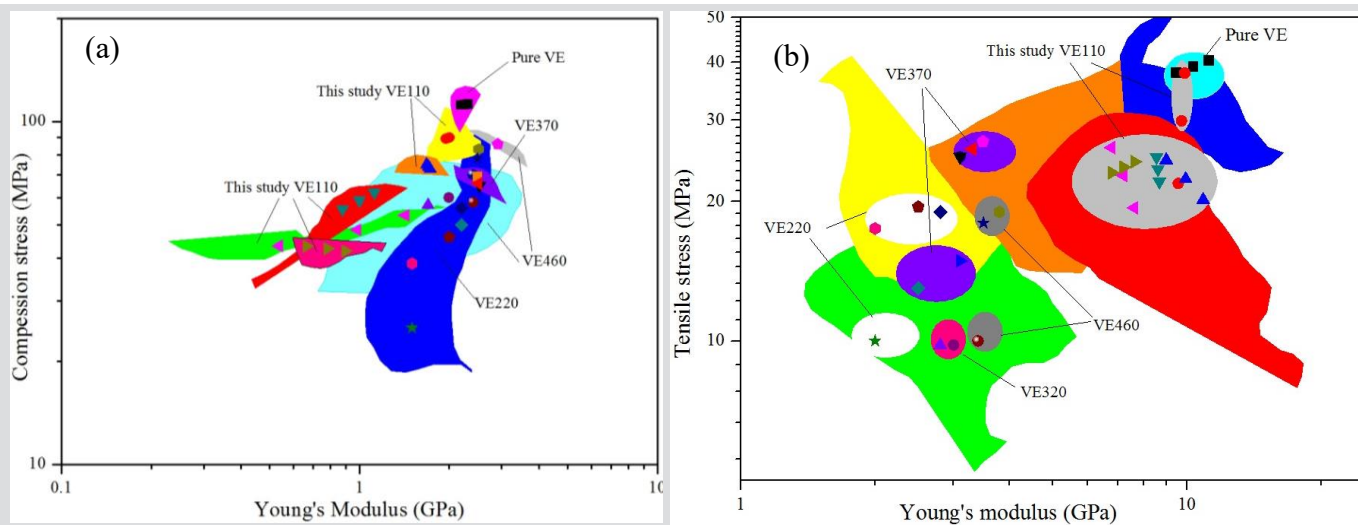 (a)
Pure VE
This study VE110
100
VE370
This study VE110
VE460
VE220
10
0.1
1
10
Young's Modulus (GPa)
Compession stress (MPa)
50
(b)
Pure VE
This study VE110
40
VE370
30
20
VE220
VE460
10
VE320
1
10
Young's modulus (GPa)
Tensile stress (MPa)